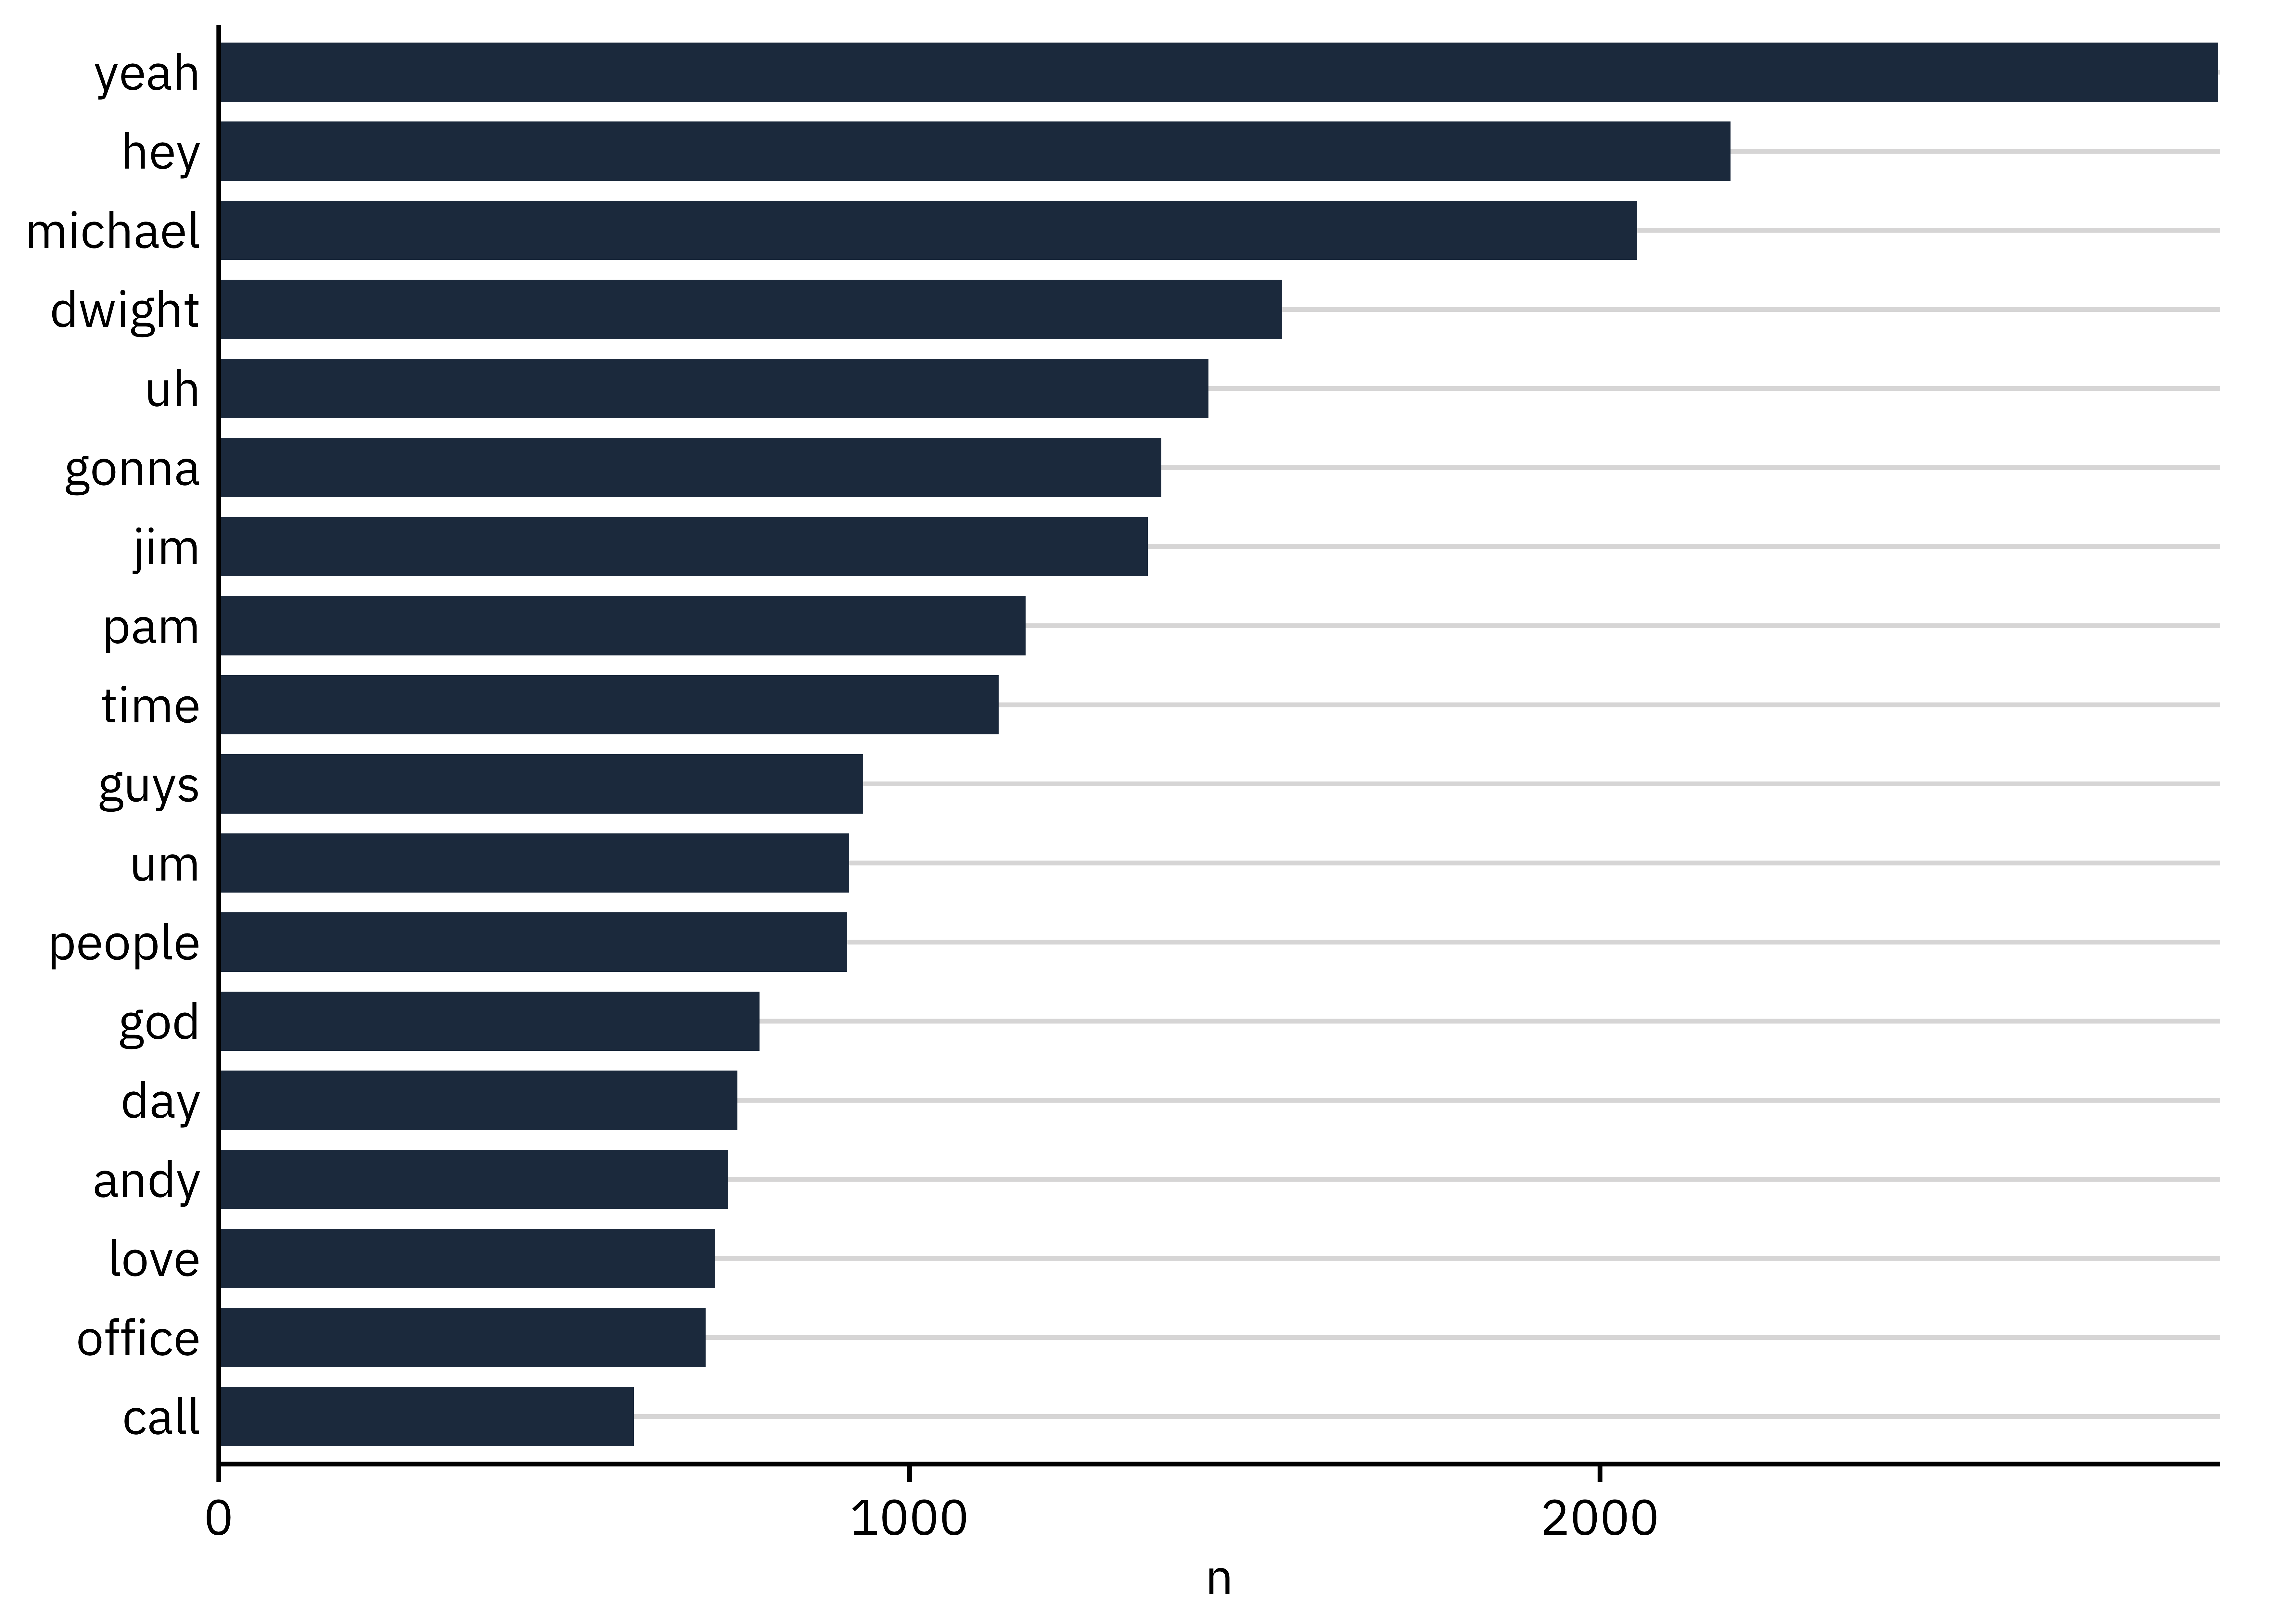 yeah
hey
michael
dwight
uh
gonna
jim
pam
time
guys
um
people
god
day
andy
love
office
call
0 1000 2000
n